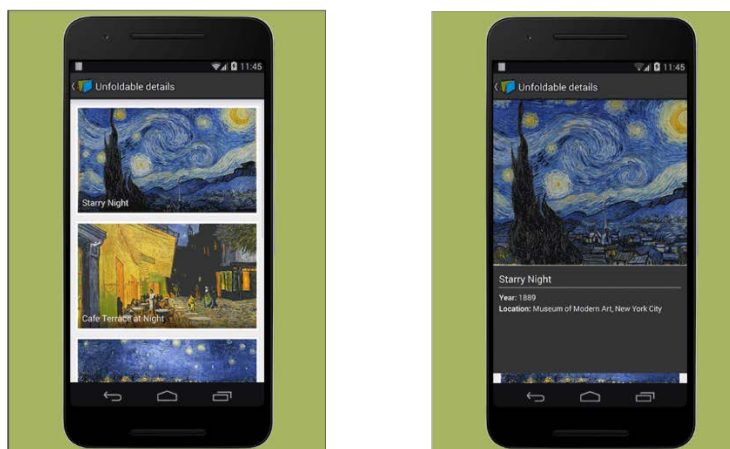 11:45
Unfoldable details
Starry Night
Cafe Terrace at Night
11:45
Unfoldable details
Starry Night
Year: 1889
Location: Museum of Modern Art, New York City